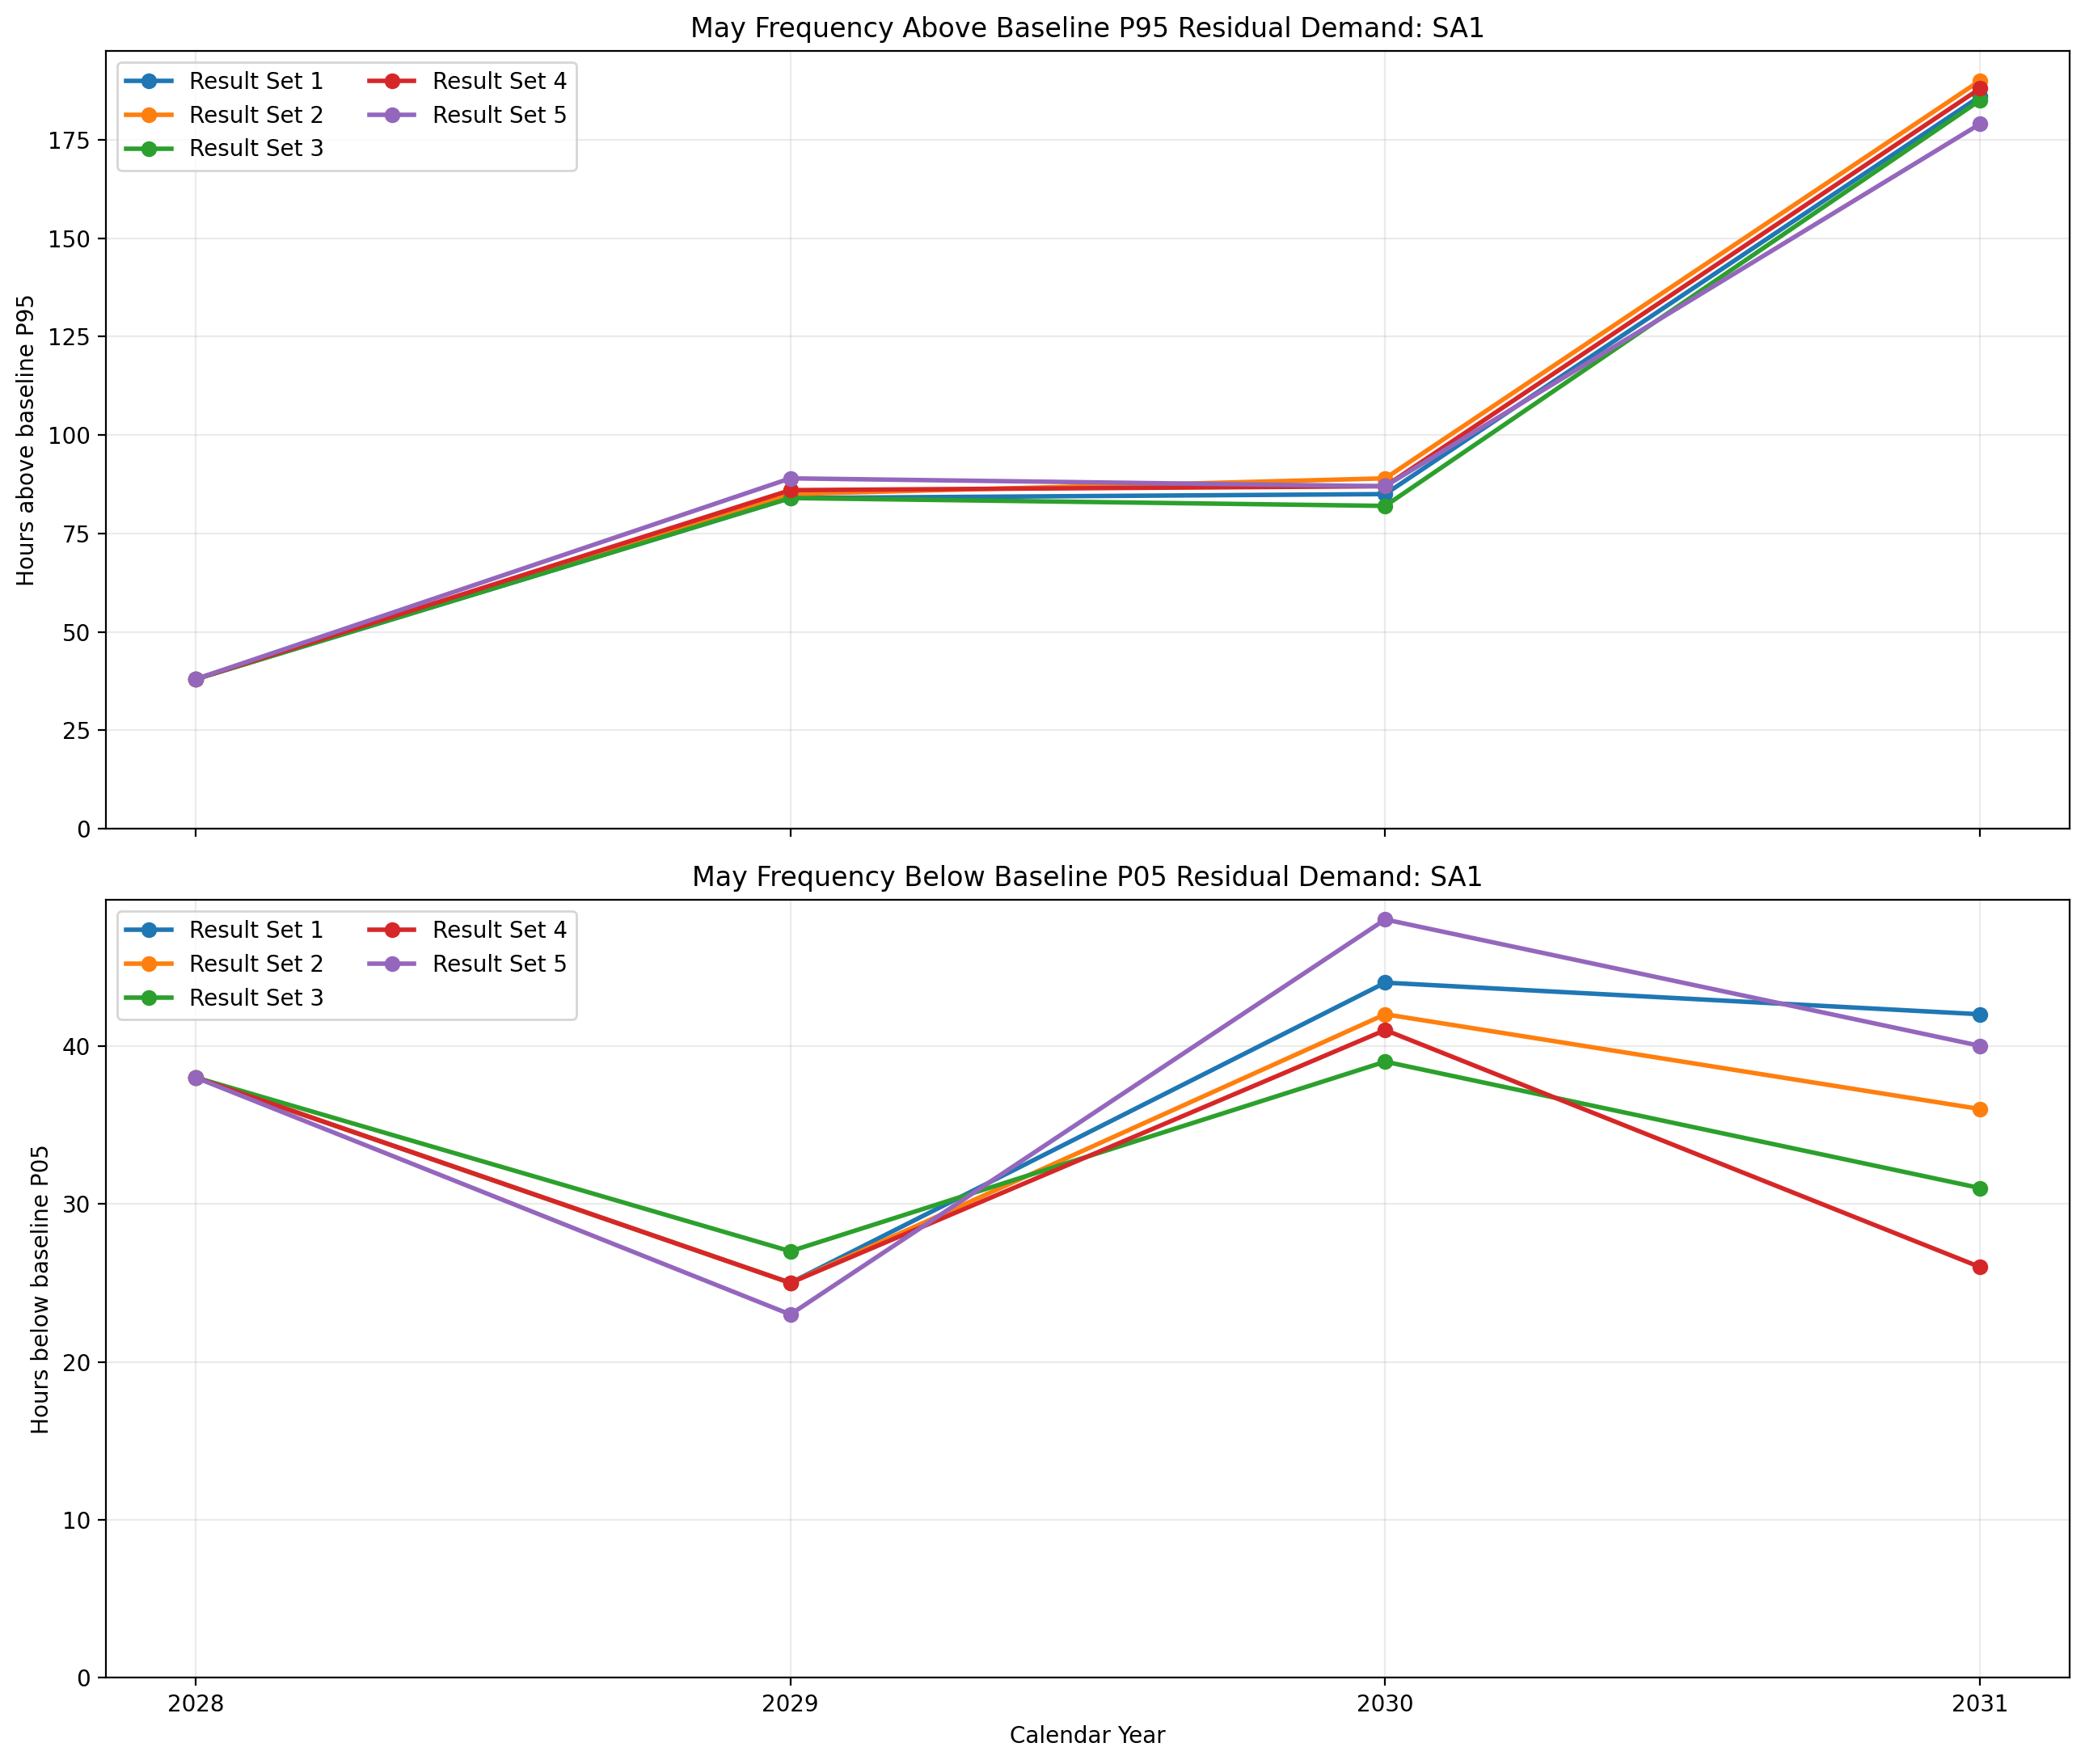 May Frequency Above Baseline P95 Residual Demand: SA1
Result Set 1
Result Set 2
Result Set 3
Result Set 4
Result Set 5
Hours above baseline P95
175
150
125
100
75
50
25
0
May Frequency Below Baseline P05 Residual Demand: SA1
Result Set 1
Result Set 2
Result Set 3
Result Set 4
Result Set 5
Hours below baseline P05
40
30
20
10
0
2028 2029 2030 2031
Calendar Year